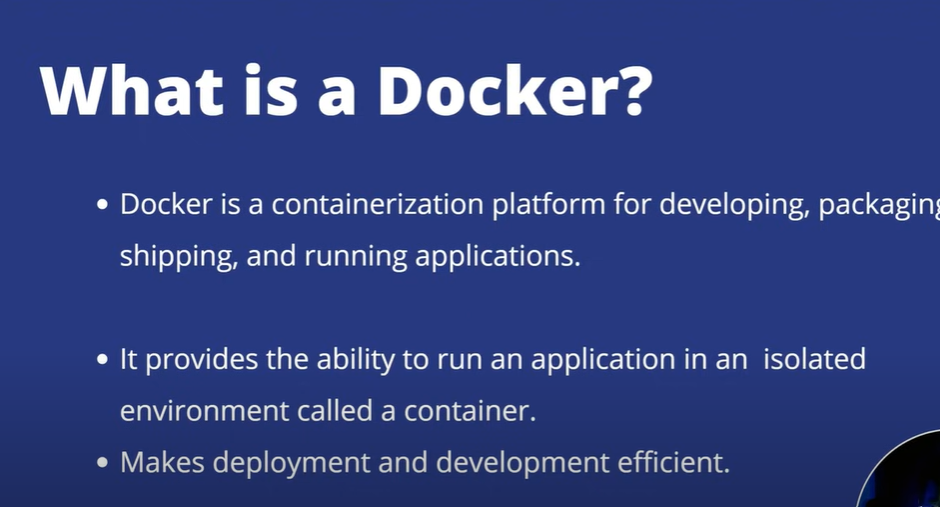 What is a Docker?
• Docker is a containerization platform for developing, packaging
shipping, and running applications.
• It provides the ability to run an application in an isolated
environment called a container.
• Makes deployment and development efficient.